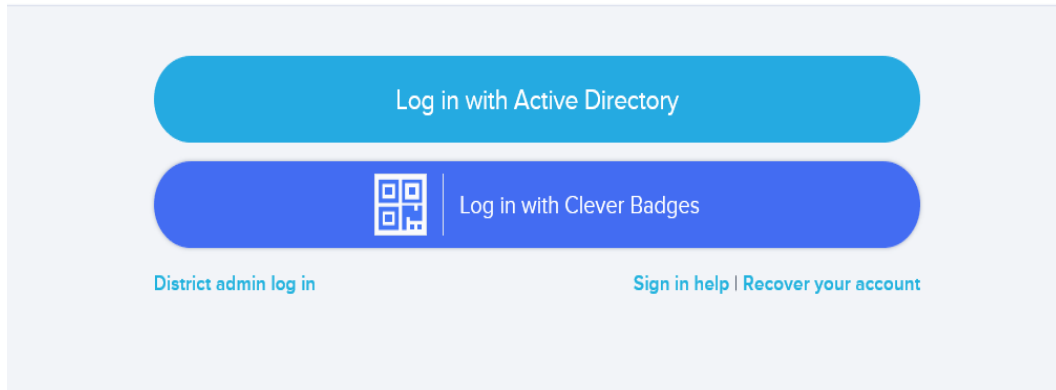 Log in with Active Directory
Log in with Clever Badges
District admin log in
Sign in help | Recover your account